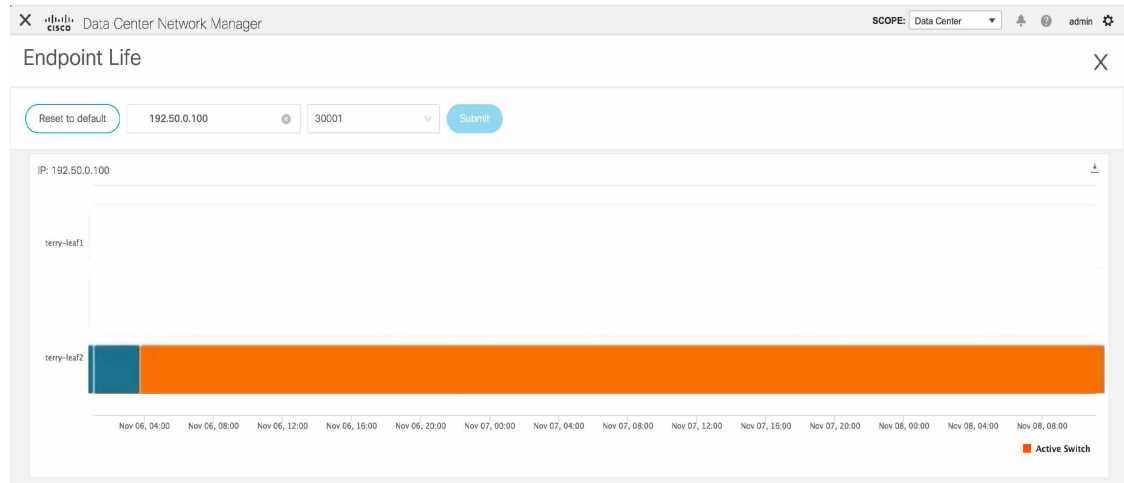 X cisco Data Center Network Manager SCOPE: Data Center admin
Endpoint Life X
Reset to default 192.50.0.100 30001 Submit
IP: 192.50.0.100
terry-leaf1
terry-leaf2
Nov 06, 04:00 Nov 06, 08:00 Nov 06, 12:00 Nov 06, 16:00 Nov 06, 20:00 Nov 07, 00:00 Nov 07, 04:00 Nov 07, 08:00 Nov 07, 12:00 Nov 07, 16:00 Nov 07, 20:00 Nov 08, 00:00 Nov 08, 04:00 Nov 08, 08:00
Active Switch